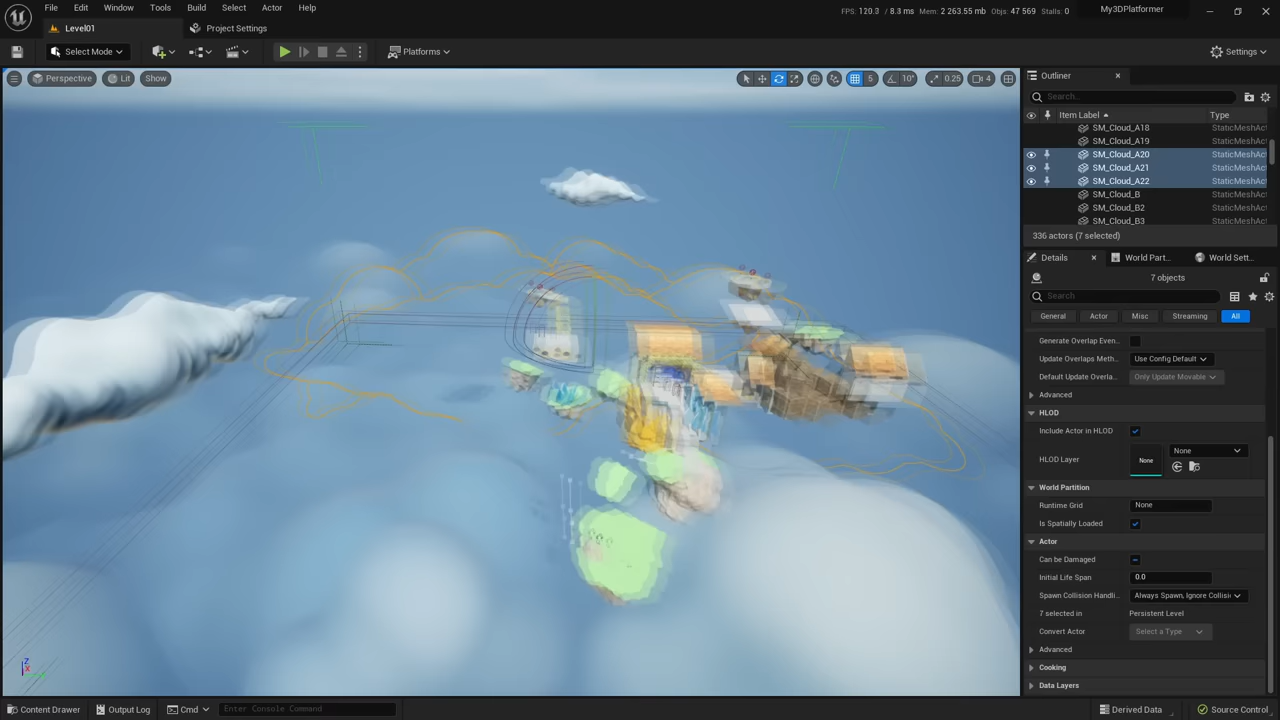 File Edit Window Tools Build Select Actor Help
FPS: 120.3 / 8.3 ms Mem: 2 263.55 mb Objs: 47 569 Stalls: 0
My3DPlatformer
Level01
Project Settings
Select Mode
Platforms
Settings
Perspective
Lit
Show
5
10°
0.25
4
Outliner
Search...
Item Label
Type
SM_Cloud_A18 StaticMeshAct
SM_Cloud_A19 StaticMeshAct
SM_Cloud_A20 StaticMeshAct
SM_Cloud_A21 StaticMeshAct
SM_Cloud_A22 StaticMeshAct
SM_Cloud_B StaticMeshAct
SM_Cloud_B2 StaticMeshAct
SM_Cloud_B3 StaticMeshAct
336 actors (7 selected)
Details
World Part...
World Sett...
7 objects
Search
General Actor Misc Streaming All
Generate Overlap Even..
Update Overlaps Meth.. Use Config Default
Default Update Overla.. Only Update Movable
Advanced
HLOD
Include Actor in HLOD
HLOD Layer None None
World Partition
Runtime Grid None
Is Spatially Loaded
Actor
Can be Damaged
Initial Life Span 0.0
Spawn Collision Handli.. Always Spawn, Ignore Collisi
7 selected in Persistent Level
Convert Actor Select a Type
Advanced
Cooking
Data Layers
Z
Content Drawer
Output Log
Cmd
Enter Console Command
Derived Data
Source Control